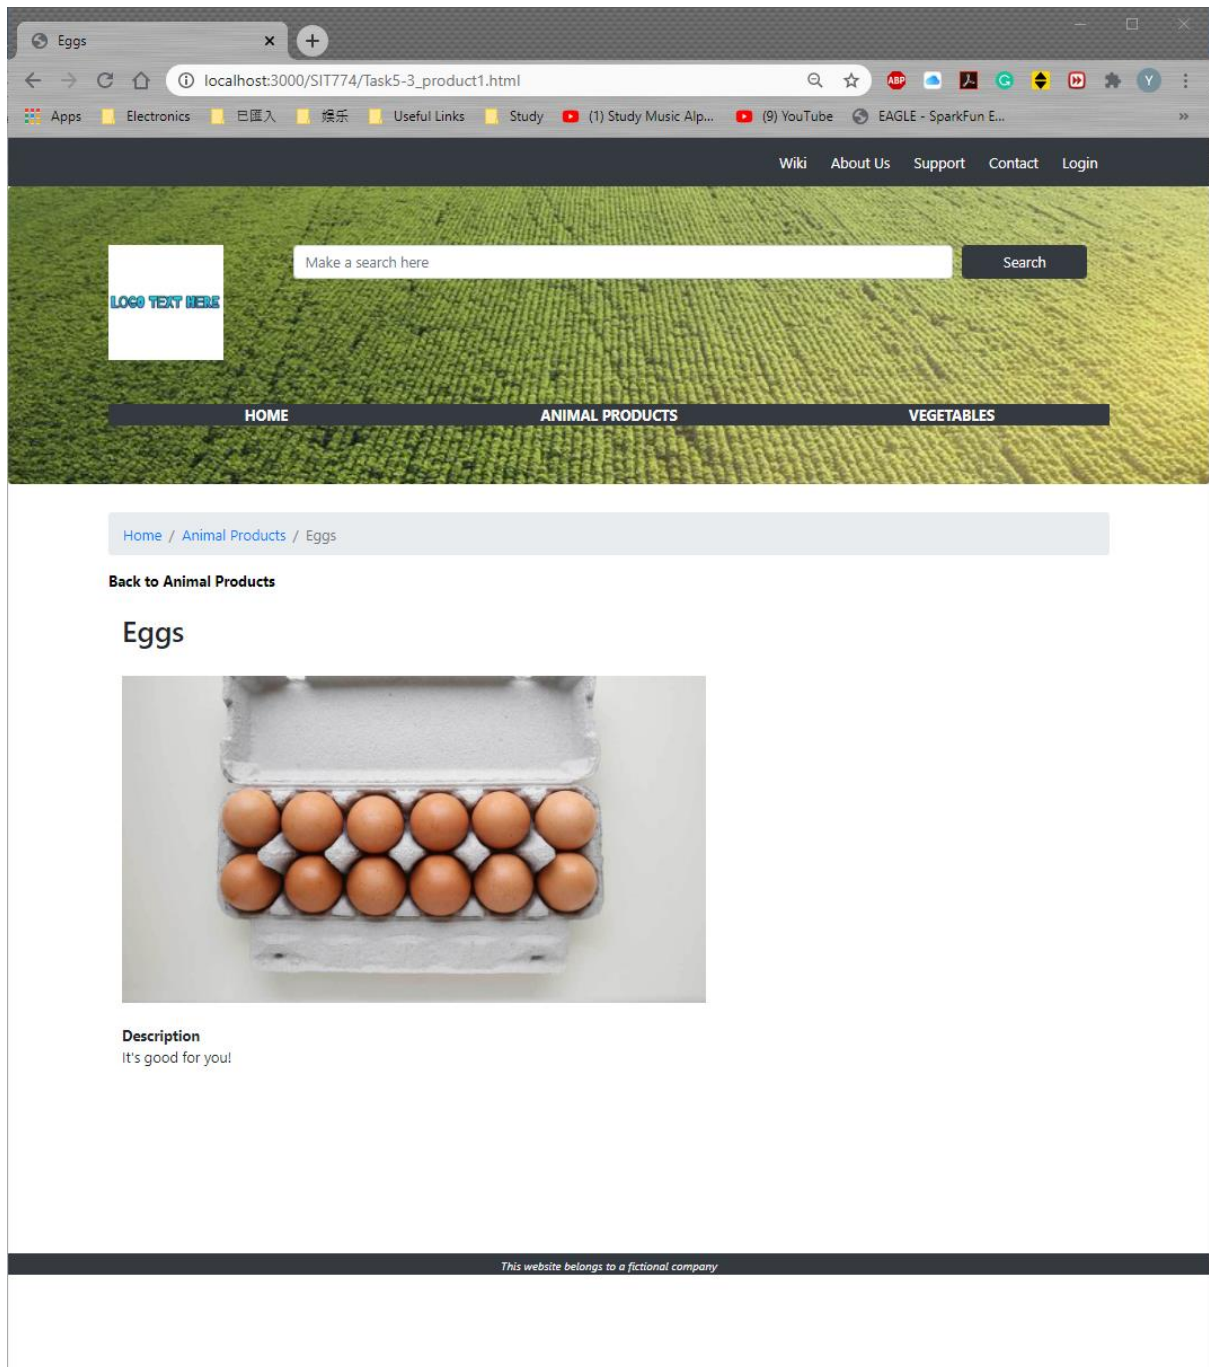 Eggs
localhost:3000/SIT774/Task5-3_product1.html
ABP
Y
Apps Electronics 已匯入 娱乐 Useful Links Study (1) Study Music Alp... (9) YouTube EAGLE - SparkFun E... »
Wiki About Us Support Contact Login
Make a search here Search
LOGO TEXT HERE
HOME ANIMAL PRODUCTS VEGETABLES
Home / Animal Products / Eggs
Back to Animal Products
Eggs
Description
It's good for you!
This website belongs to a fictional company